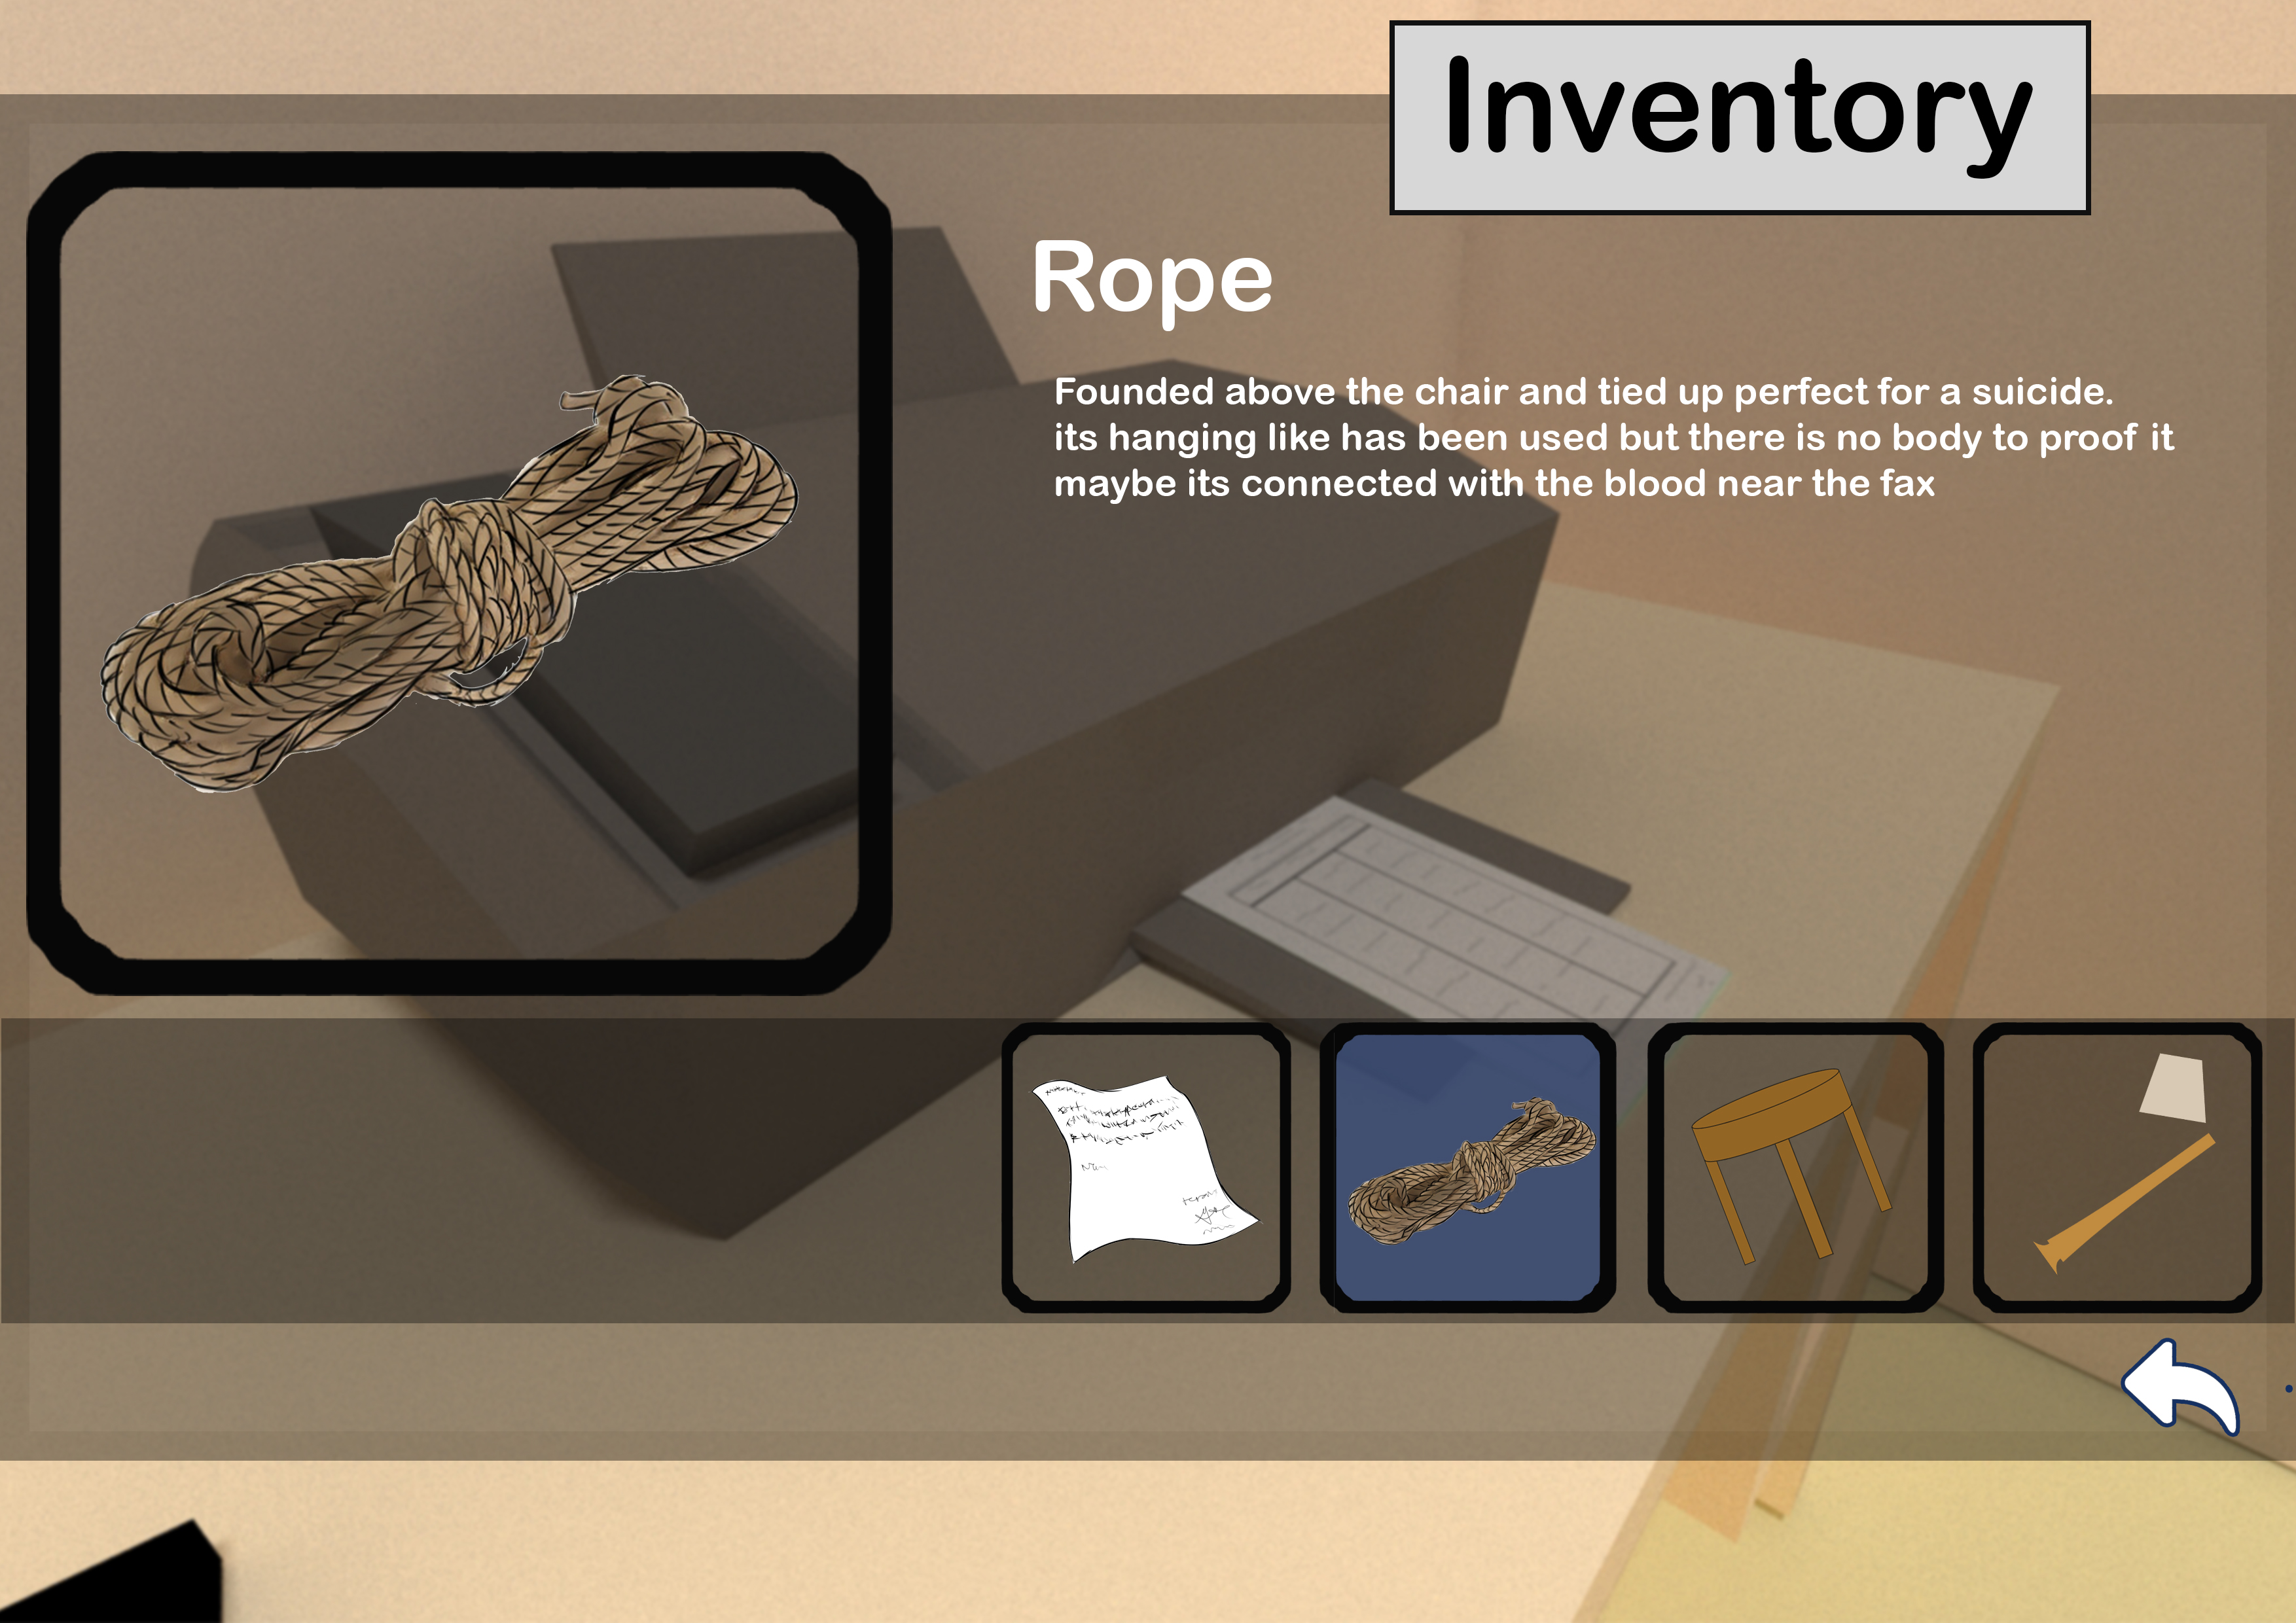 Inventory
Rope
Founded above the chair and tied up perfect for a suicide.
its hanging like has been used but there is no body to proof it
maybe its connected with the blood near the fax